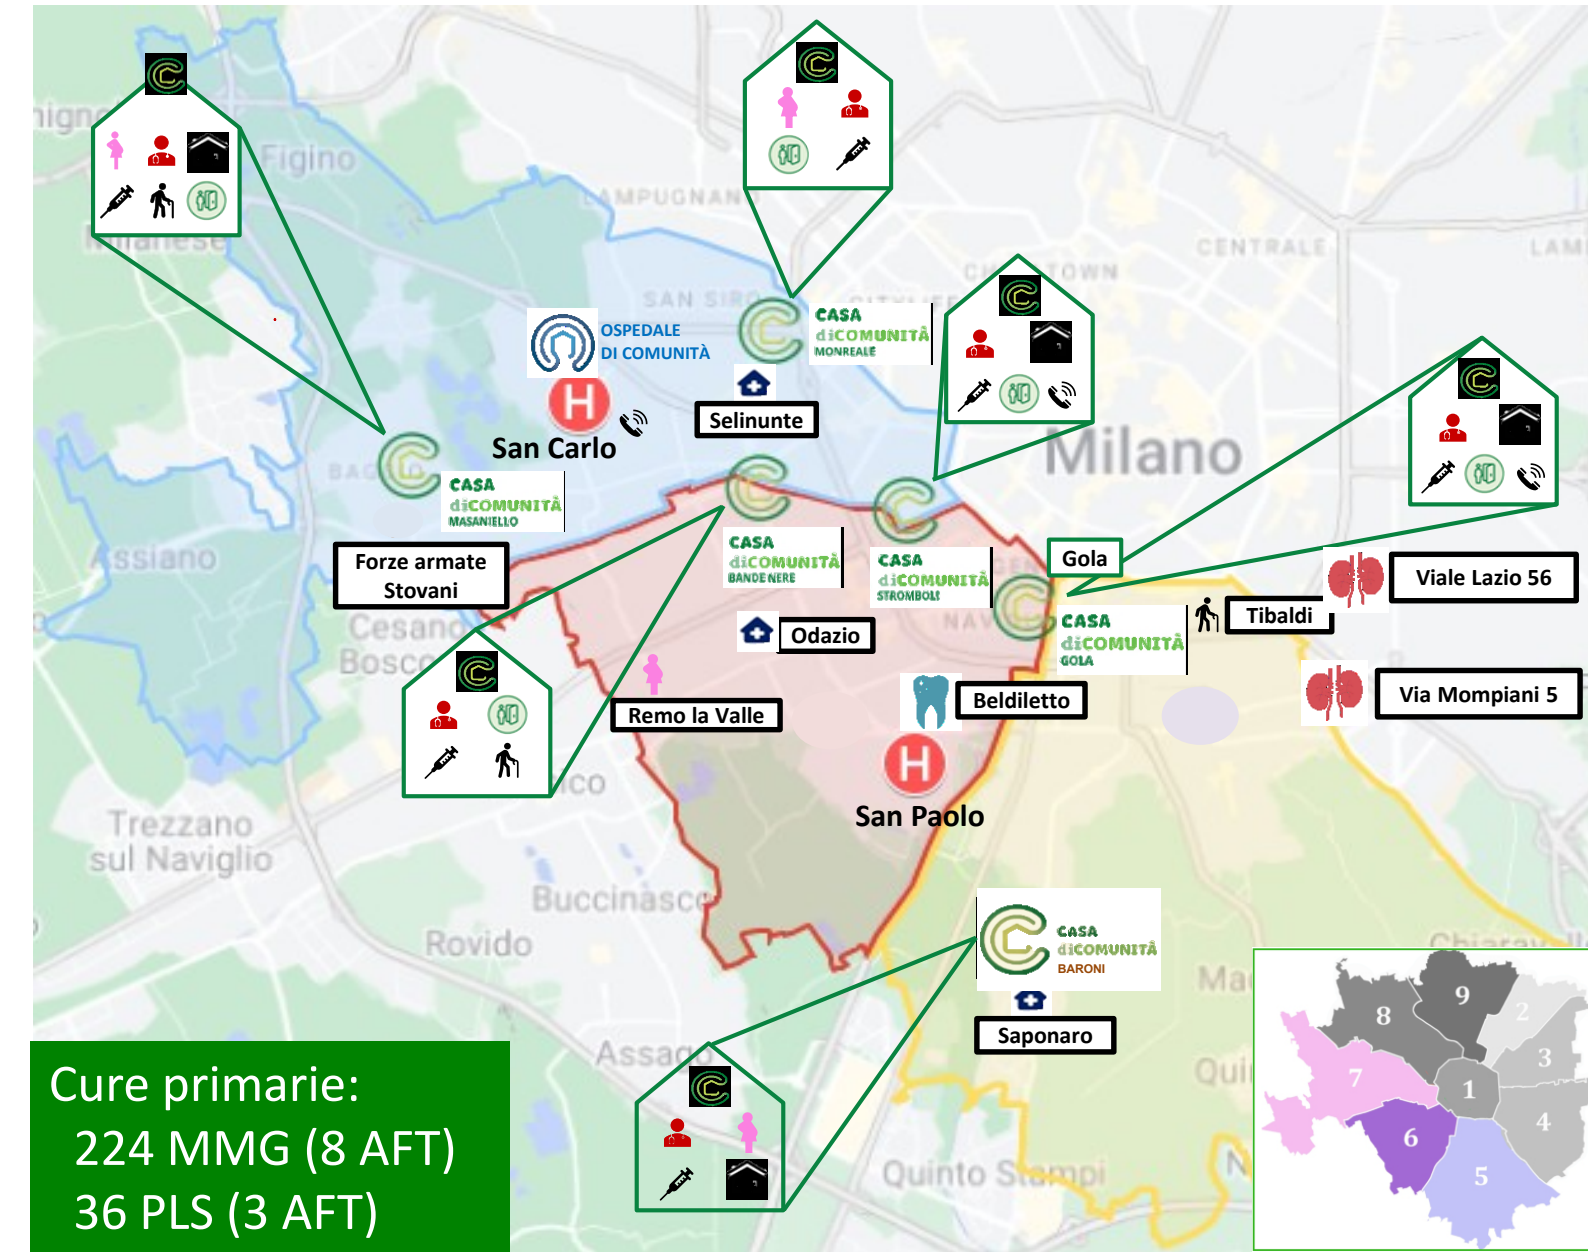 Figino
LAMPUGNANO
CENTRALE
SAN SIRO
OSPEDALE
DI COMUNITÀ
CASA
diCOMUNITÀ
MONREALE
H
San Carlo
Selinunte
Milano
BAGGIO
CASA
diCOMUNITÀ
MASANIELLO
Assiano
Forze armate
Stovani
CASA
diCOMUNITÀ
BANDE NERE
CASA
diCOMUNITÀ
STROMBOLI
Gola
CASA
diCOMUNITÀ
GOLA
Tibaldi
Viale Lazio 56
Via Mompiani 5
Cesano
Odazio
Remo la Valle
Beldiletto
H
San Paolo
Trezzano
sul Naviglio
Buccinasco
Rovido
CASA
diCOMUNITÀ
BARONI
Saponaro
Assago
Quinto Stampi
Cure primarie:
224 MMG (8 AFT)
36 PLS (3 AFT)
9
8
2
3
7
1
4
6
5